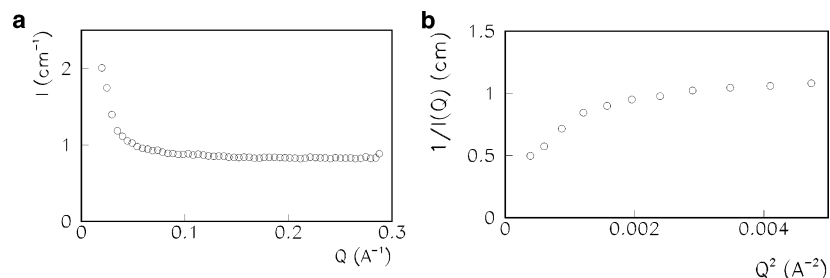 a
I (cm⁻¹)
2
1
0
0
0.1
0.2
0.3
Q (A⁻¹)
b
1/I(Q) (cm)
1.5
1
0.5
0
0
0.002
0.004
Q² (A⁻²)